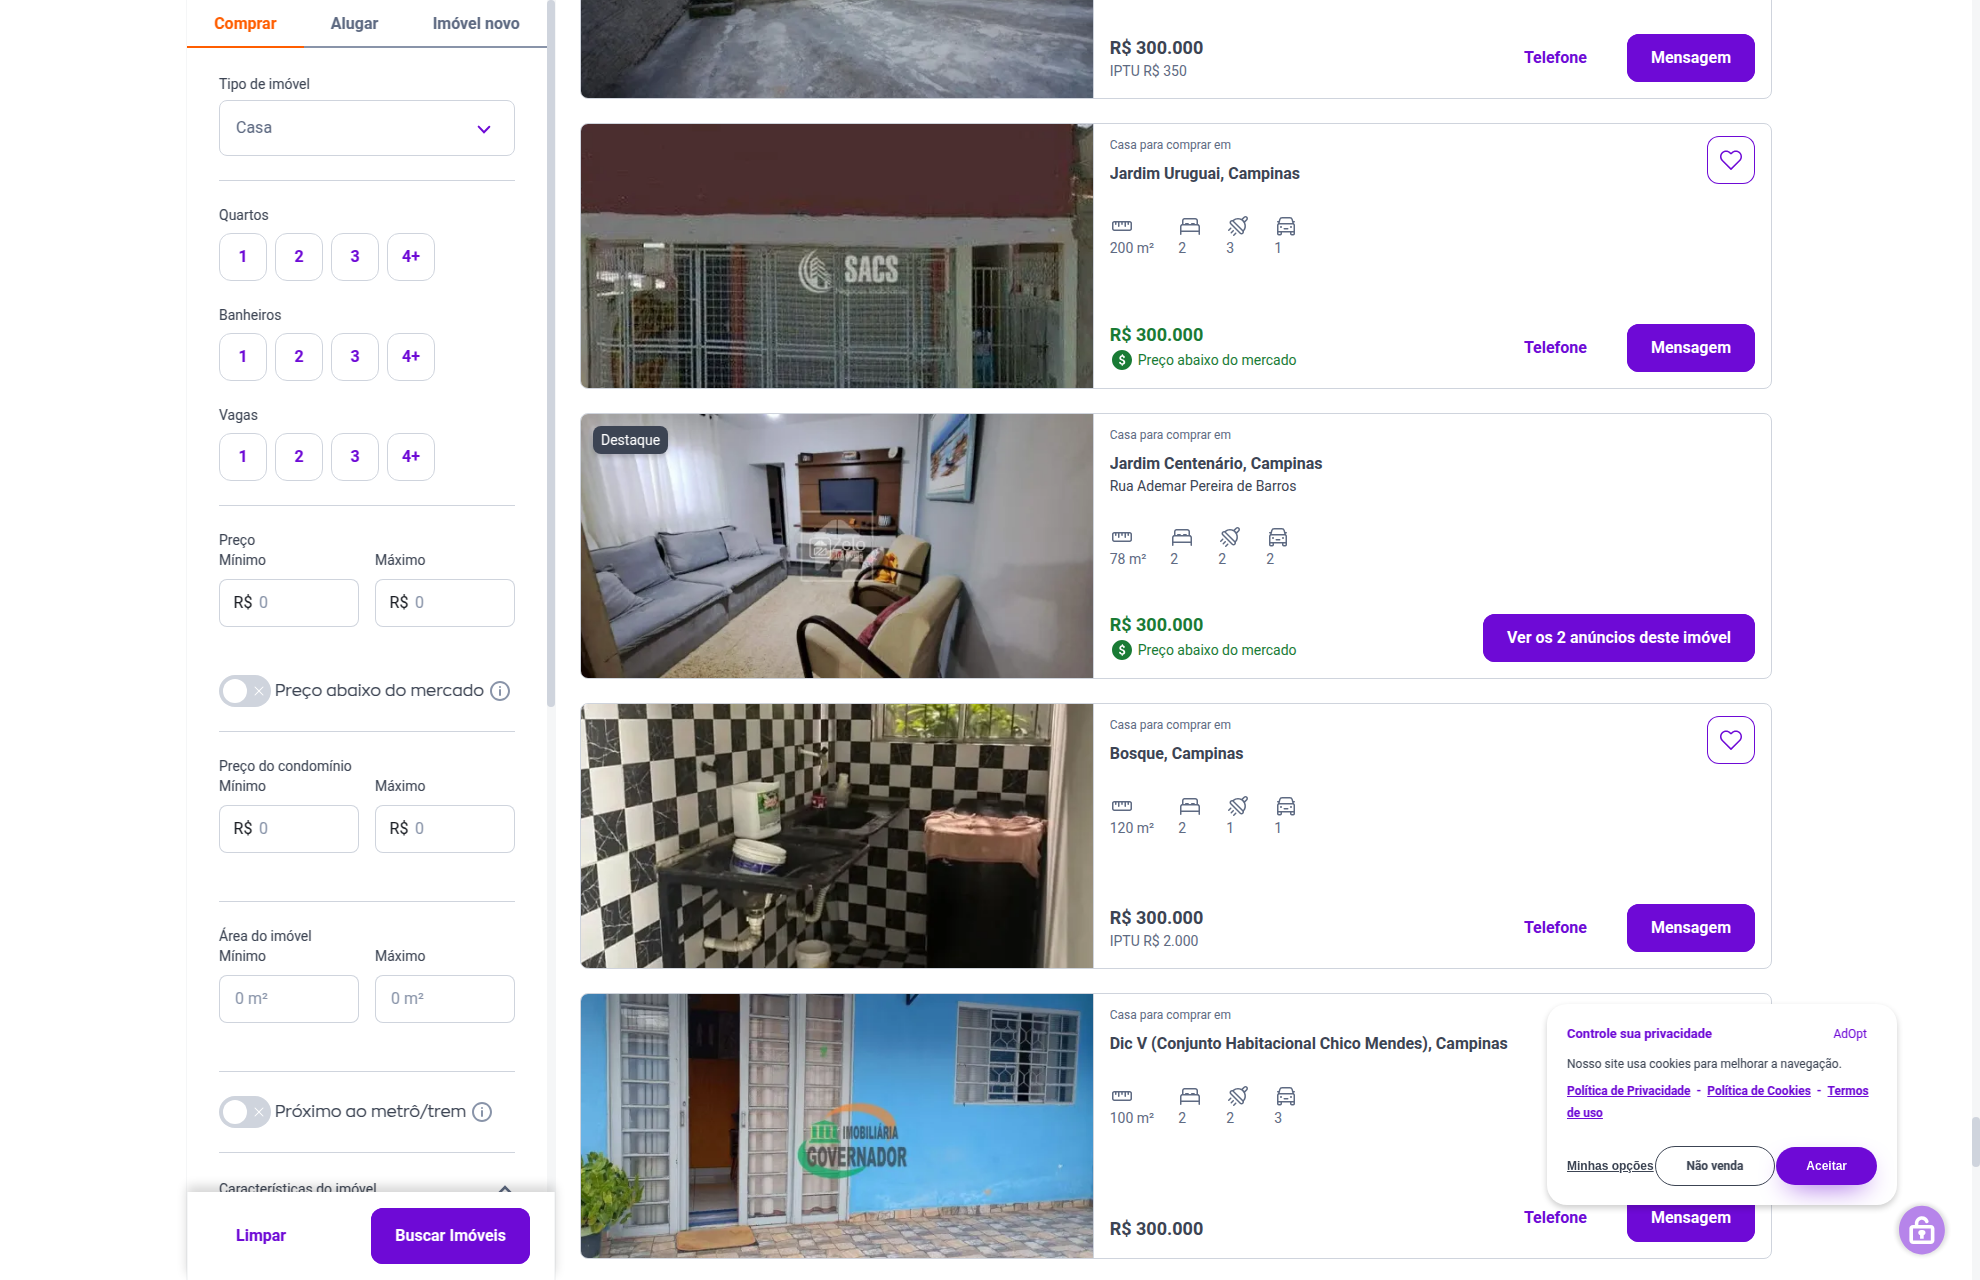 Comprar
Alugar
Imóvel novo
Tipo de imóvel
Casa
Quartos
1
2
3
4+
Banheiros
1
2
3
4+
Vagas
1
2
3
4+
Preço
Mínimo
Máximo
R$ 0
R$ 0
Preço abaixo do mercado
Preço do condomínio
Mínimo
Máximo
R$ 0
R$ 0
Área do imóvel
Mínimo
Máximo
0 m²
0 m²
Próximo ao metrô/trem
Características do imóvel
Limpar
Buscar Imóveis
R$ 300.000
IPTU R$ 350
Telefone
Mensagem
SACS
Casa para comprar em
Jardim Uruguai, Campinas
200 m²
2
3
1
R$ 300.000
Preço abaixo do mercado
Telefone
Mensagem
Destaque
Casa para comprar em
Jardim Centenário, Campinas
Rua Ademar Pereira de Barros
78 m²
2
2
2
R$ 300.000
Preço abaixo do mercado
Ver os 2 anúncios deste imóvel
Casa para comprar em
Bosque, Campinas
120 m²
2
1
1
R$ 300.000
IPTU R$ 2.000
Telefone
Mensagem
IMOBILIÁRIA
GOVERNADOR
Casa para comprar em
Dic V (Conjunto Habitacional Chico Mendes), Campinas
100 m²
2
2
3
R$ 300.000
Telefone
Mensagem
Controle sua privacidade
AdOpt
Nosso site usa cookies para melhorar a navegação.
Política de Privacidade - Política de Cookies - Termos
de uso
Minhas opções
Não venda
Aceitar